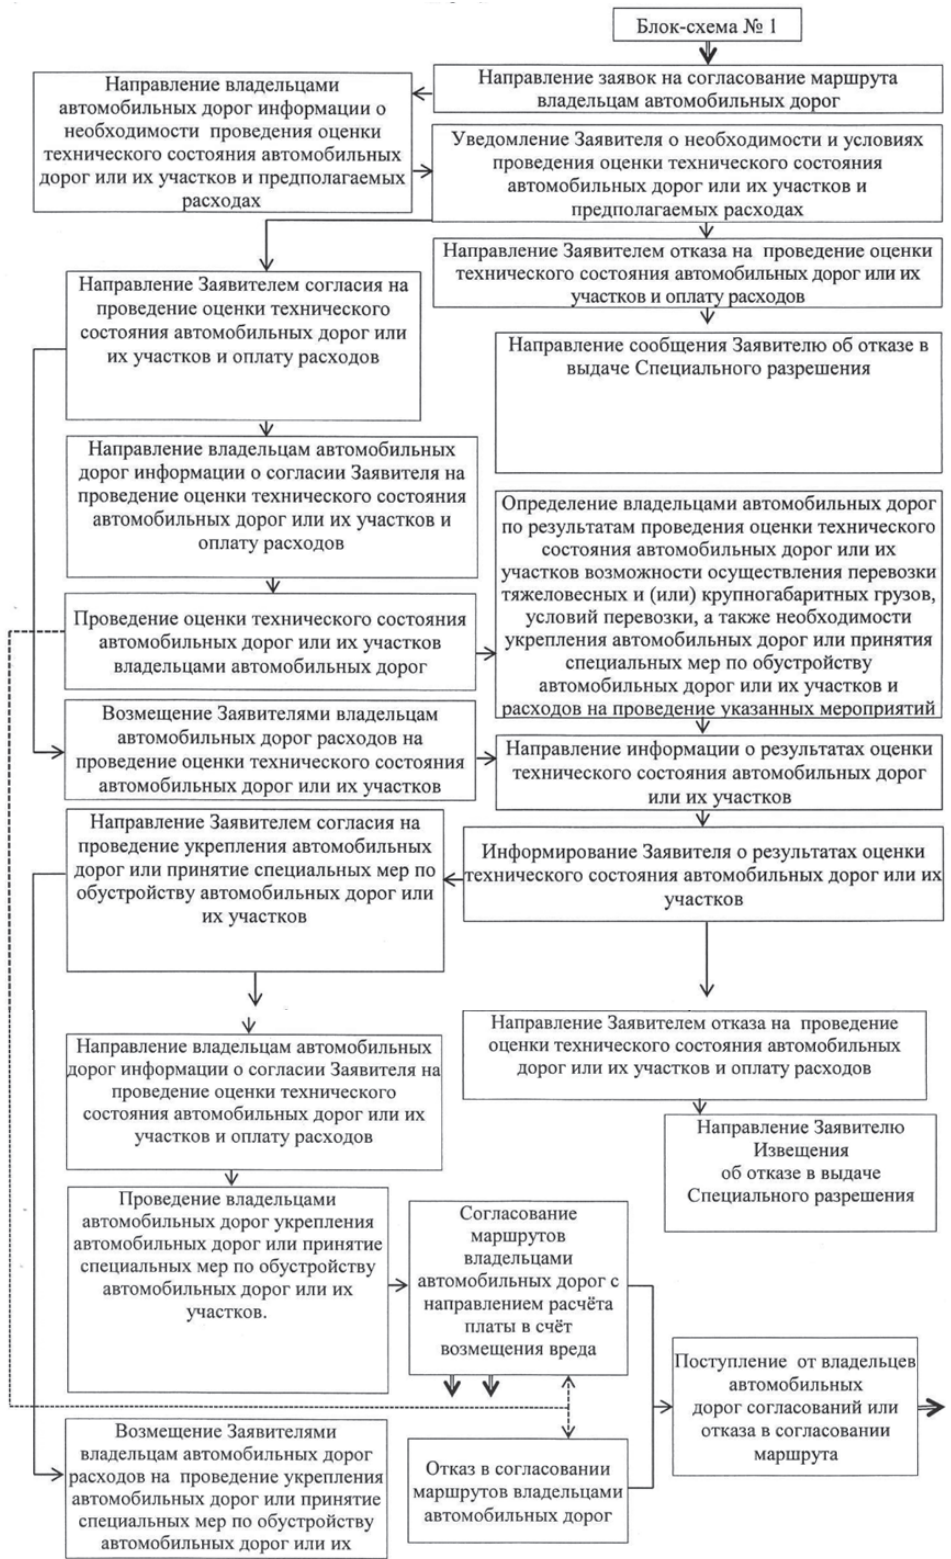 Блок-схема № 1
Направление заявок на согласование маршрута
владельцам автомобильных дорог
Направление владельцами
автомобильных дорог информации о
необходимости проведения оценки
технического состояния автомобильных
дорог или их участков и предполагаемых
расходах
Уведомление Заявителя о необходимости и условиях
проведения оценки технического состояния
автомобильных дорог или их участков и
предполагаемых расходах
Направление Заявителем отказа на проведение оценки
технического состояния автомобильных дорог или их
участков и оплату расходов
Направление Заявителем согласия на
проведение оценки технического
состояния автомобильных дорог или
их участков и оплату расходов
Направление сообщения Заявителю об отказе в
выдаче Специального разрешения
Направление владельцам автомобильных
дорог информации о согласии Заявителя на
проведение оценки технического состояния
автомобильных дорог или их участков и
оплату расходов
Определение владельцами автомобильных дорог
по результатам проведения оценки технического
состояния автомобильных дорог или их
участков возможности осуществления перевозки
тяжеловесных и (или) крупногабаритных грузов,
условий перевозки, а также необходимости
укрепления автомобильных дорог или принятия
специальных мер по обустройству
автомобильных дорог или их участков и
расходов на проведение указанных мероприятий
Проведение оценки технического состояния
автомобильных дорог или их участков
владельцами автомобильных дорог
Возмещение Заявителями владельцам
автомобильных дорог расходов на
проведение оценки технического состояния
автомобильных дорог или их участков
Направление информации о результатах оценки
технического состояния автомобильных дорог
или их участков
Направление Заявителем согласия на
проведение укрепления автомобильных
дорог или принятие специальных мер по
обустройству автомобильных дорог или
их участков
Информирование Заявителя о результатах оценки
технического состояния автомобильных дорог или их
участков
Направление Заявителем отказа на проведение
оценки технического состояния автомобильных
дорог или их участков и оплату расходов
Направление владельцам автомобильных
дорог информации о согласии Заявителя на
проведение оценки технического
состояния автомобильных дорог или их
участков и оплату расходов
Направление Заявителю
Извещения
об отказе в выдаче
Специального разрешения
Проведение владельцами
автомобильных дорог укрепления
автомобильных дорог или принятие
специальных мер по обустройству
автомобильных дорог или их
участков.
Согласование
маршрутов
владельцами
автомобильных дорог с
направлением расчёта
платы в счёт
возмещения вреда
Поступление от владельцев
автомобильных
дорог согласований или
отказа в согласовании
маршрута
Возмещение Заявителями
владельцам автомобильных дорог
расходов на проведение укрепления
автомобильных дорог или принятие
специальных мер по обустройству
автомобильных дорог или их
Отказ в согласовании
маршрутов владельцами
автомобильных дорог